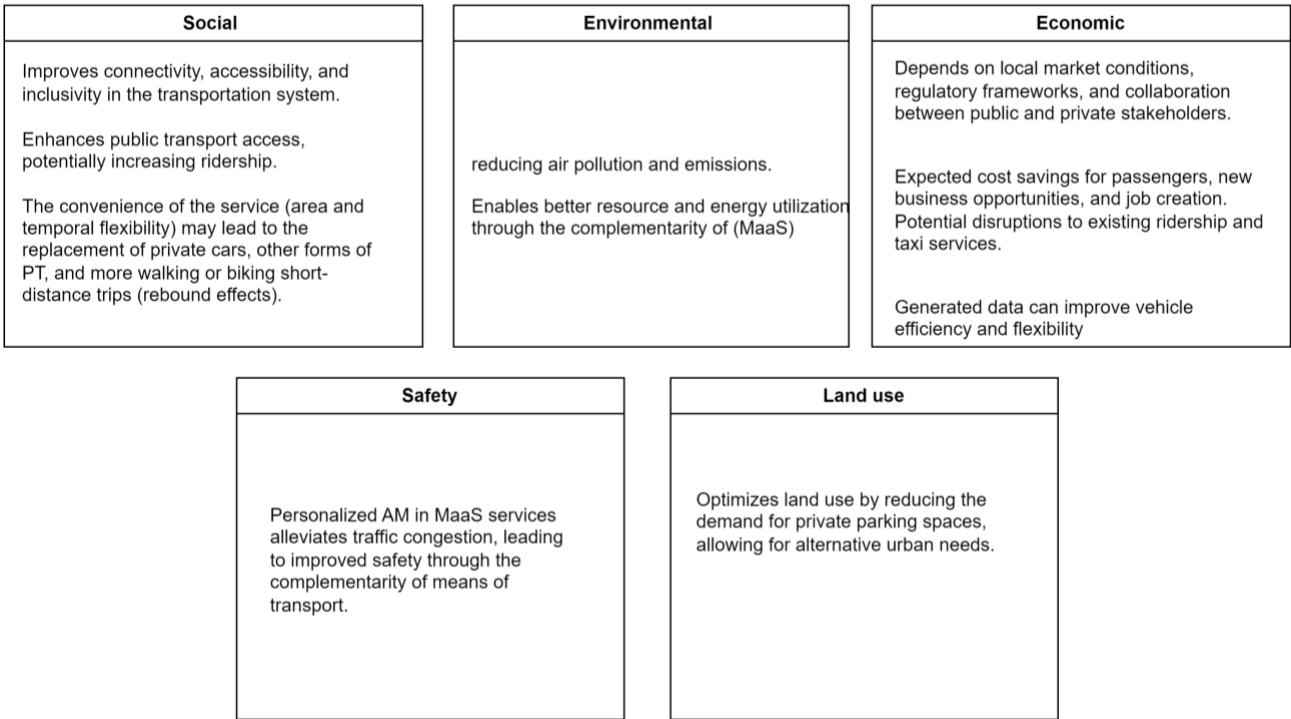 Social
Improves connectivity, accessibility, and
inclusivity in the transportation system.
Enhances public transport access,
potentially increasing ridership.
The convenience of the service (area and
temporal flexibility) may lead to the
replacement of private cars, other forms of
PT, and more walking or biking short-
distance trips (rebound effects).
Environmental
reducing air pollution and emissions.
Enables better resource and energy utilization
through the complementarity of (MaaS)
Economic
Depends on local market conditions,
regulatory frameworks, and collaboration
between public and private stakeholders.
Expected cost savings for passengers, new
business opportunities, and job creation.
Potential disruptions to existing ridership and
taxi services.
Generated data can improve vehicle
efficiency and flexibility
Safety
Personalized AM in MaaS services
alleviates traffic congestion, leading
to improved safety through the
complementarity of means of
transport.
Land use
Optimizes land use by reducing the
demand for private parking spaces,
allowing for alternative urban needs.